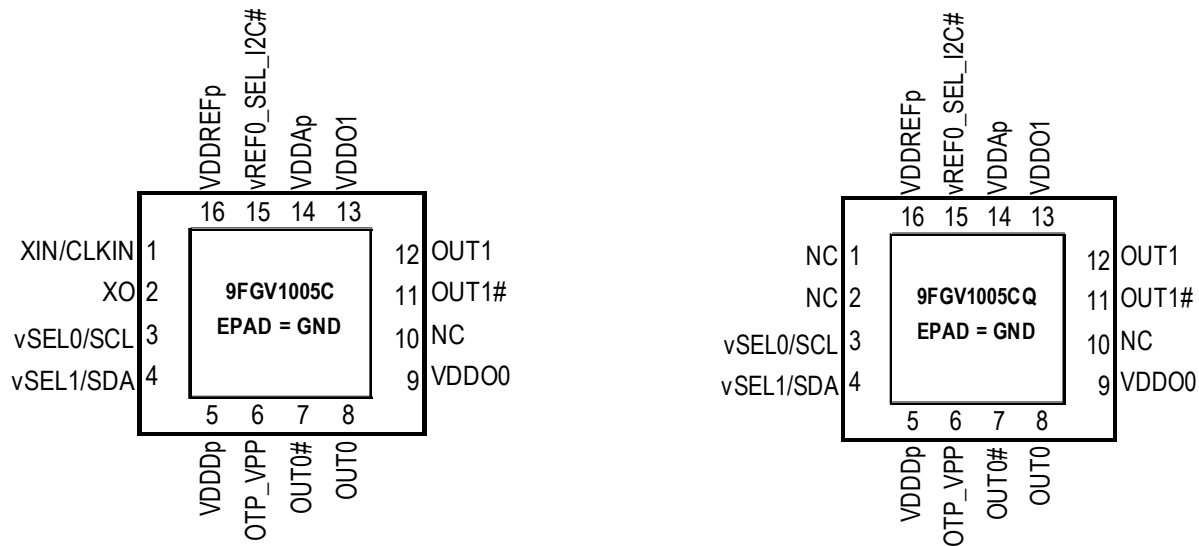 VDDREFp
vREF0_SEL_I2C#
VDDAp
VDDO1
16 15 14 13
XIN/CLKIN 1
XO 2
vSEL0/SCL 3
vSEL1/SDA 4
9FGV1005C
EPAD = GND
12 OUT1
11 OUT1#
10 NC
9 VDDO0
5 6 7 8
VDDDp
OTP_VPP
OUT0#
OUT0
VDDREFp
vREF0_SEL_I2C#
VDDAp
VDDO1
16 15 14 13
NC 1
NC 2
vSEL0/SCL 3
vSEL1/SDA 4
9FGV1005CQ
EPAD = GND
12 OUT1
11 OUT1#
10 NC
9 VDDO0
5 6 7 8
VDDDp
OTP_VPP
OUT0#
OUT0